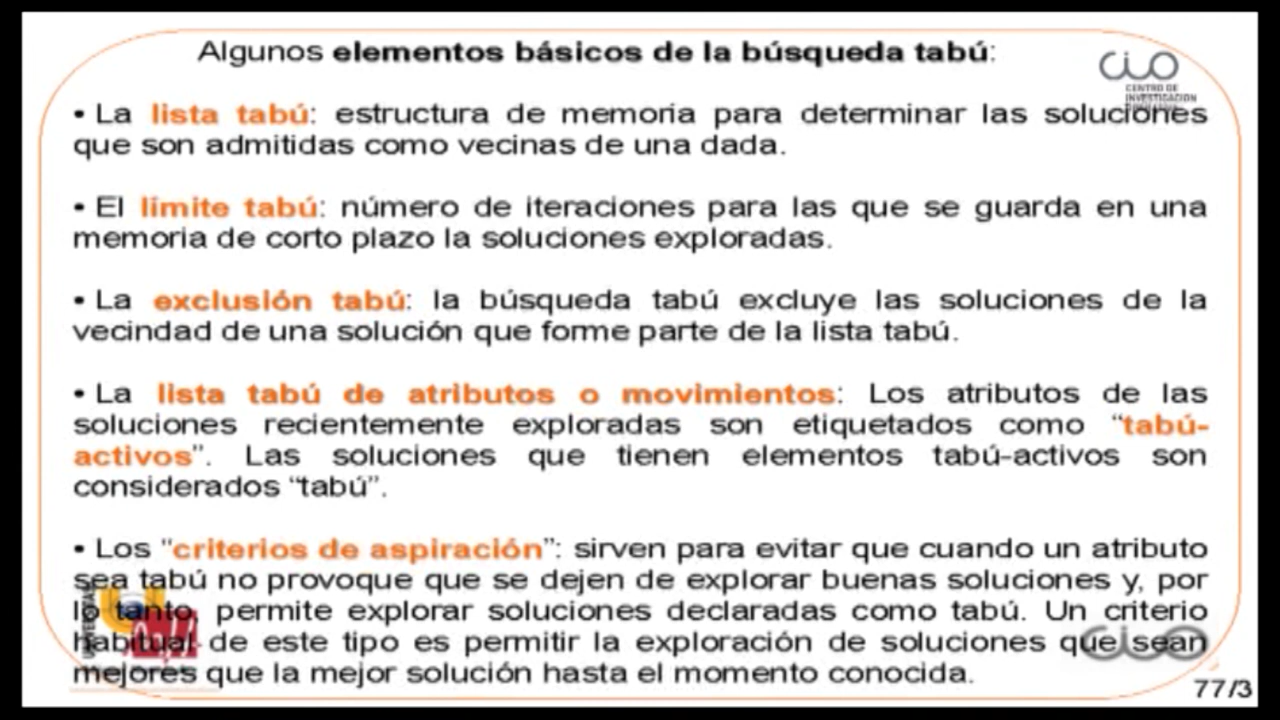 Algunos elementos básicos de la búsqueda tabú:
CIO
CENTRO DE
INVESTIGACION
• La lista tabú: estructura de memoria para determinar las soluciones
que son admitidas como vecinas de una dada.
• El límite tabú: número de iteraciones para las que se guarda en una
memoria de corto plazo la soluciones exploradas.
• La exclusión tabú: la búsqueda tabú excluye las soluciones de la
vecindad de una solución que forme parte de la lista tabú.
• La lista tabú de atributos o movimientos: Los atributos de las
soluciones recientemente exploradas son etiquetados como “tabú-
activos”. Las soluciones que tienen elementos tabú-activos son
considerados “tabú”.
• Los “criterios de aspiración”: sirven para evitar que cuando un atributo
sea tabú no provoque que se dejen de explorar buenas soluciones y, por
lo tanto, permite explorar soluciones declaradas como tabú. Un criterio
habitual de este tipo es permitir la exploración de soluciones que sean
mejores que la mejor solución hasta el momento conocida.
77/3